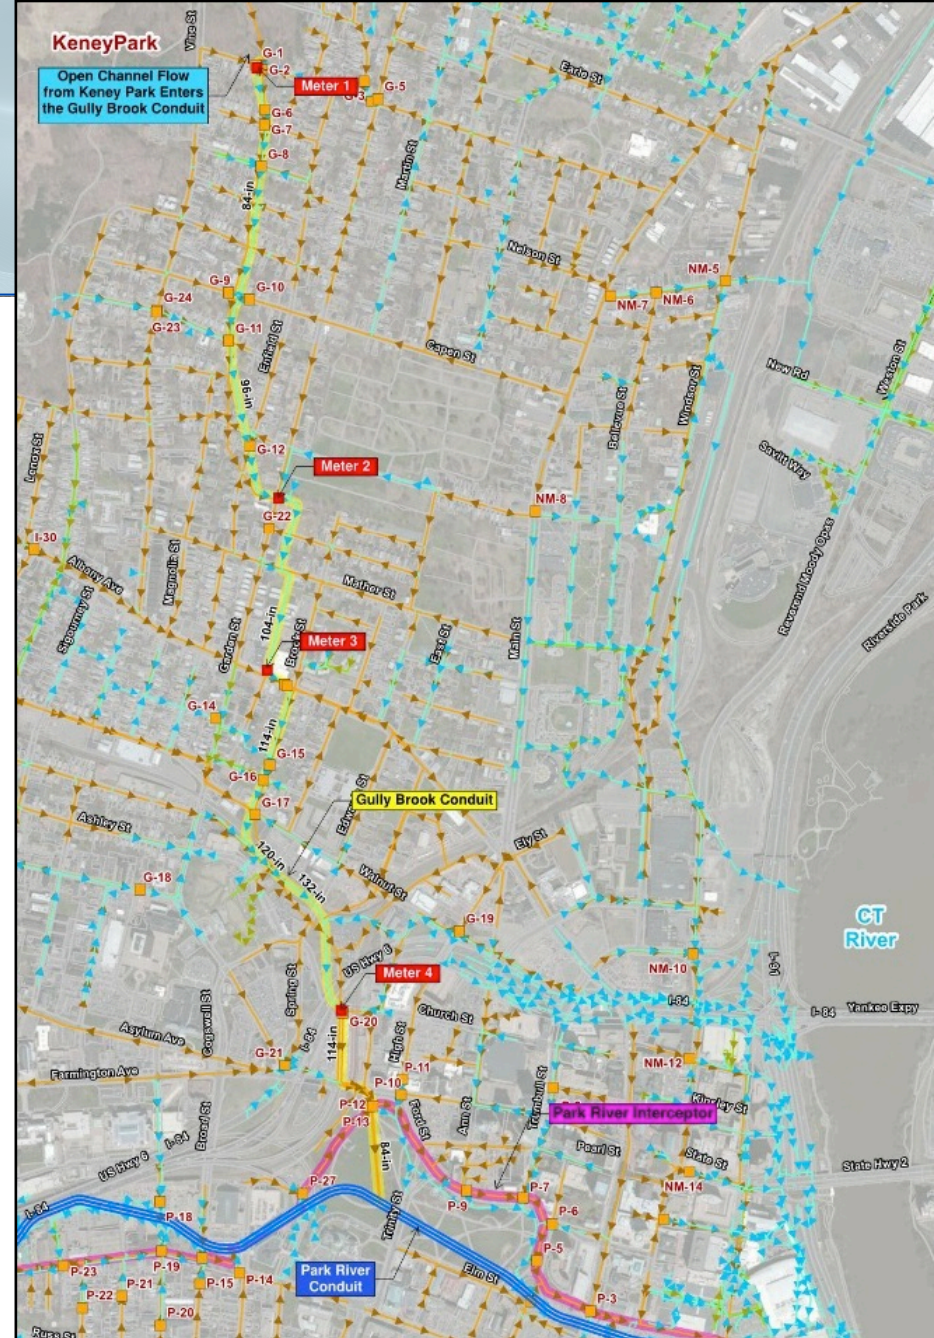 Vine St
KeneyPark
G-1
G-2
Open Channel Flow
from Keney Park Enters
the Gully Brook Conduit
Meter 1
G-3
G-5
Earle St
G-6
G-7
G-8
Martin St
84-in
Nelson St
NM-5
NM-7
NM-6
G-9
G-10
G-24
G-23
G-11
Enfield St
Capen St
New Rd
Weston St
Windsor St
96-in
Bellevue St
Lenox St
G-12
Savitt Way
Meter 2
NM-8
G-22
I-30
Albany Ave
Magnolia St
Mather St
Reverend Moody Opas
Riverside Park
Sigourney St
Garden St
104-in
Meter 3
Brook St
East St
Main St
G-14
114-in
G-15
G-16
G-17
Gully Brook Conduit
Ashley St
Ely St
120-in
132-in
Walnut St
G-18
G-19
CT
River
US Hwy 6
NM-10
I-91
Meter 4
Spring St
I-84
I-84
Yankee Expy
G-20
Church St
Cogswell St
Asylum Ave
I-84
114-in
High St
G-21
NM-12
Farmington Ave
P-11
P-10
Trumbull St
P-12
Kinsley St
P-13
Ford St
Ann St
Park River Interceptor
Broad St
I-84
84-in
Pearl St
State St
US Hwy 6
State Hwy 2
P-27
P-9
P-7
NM-14
I-84
P-18
Trinity St
P-6
P-5
P-23
P-19
P-15
P-14
Park River
Conduit
Elm St
P-22
P-21
P-20
P-3
Russ St